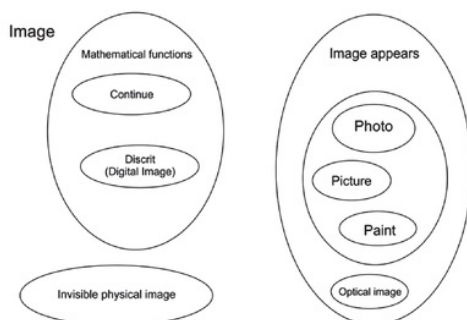 Image
Mathematical functions
Continue
Discrit
(Digital Image)
Invisible physical image
Image appears
Photo
Picture
Paint
Optical image